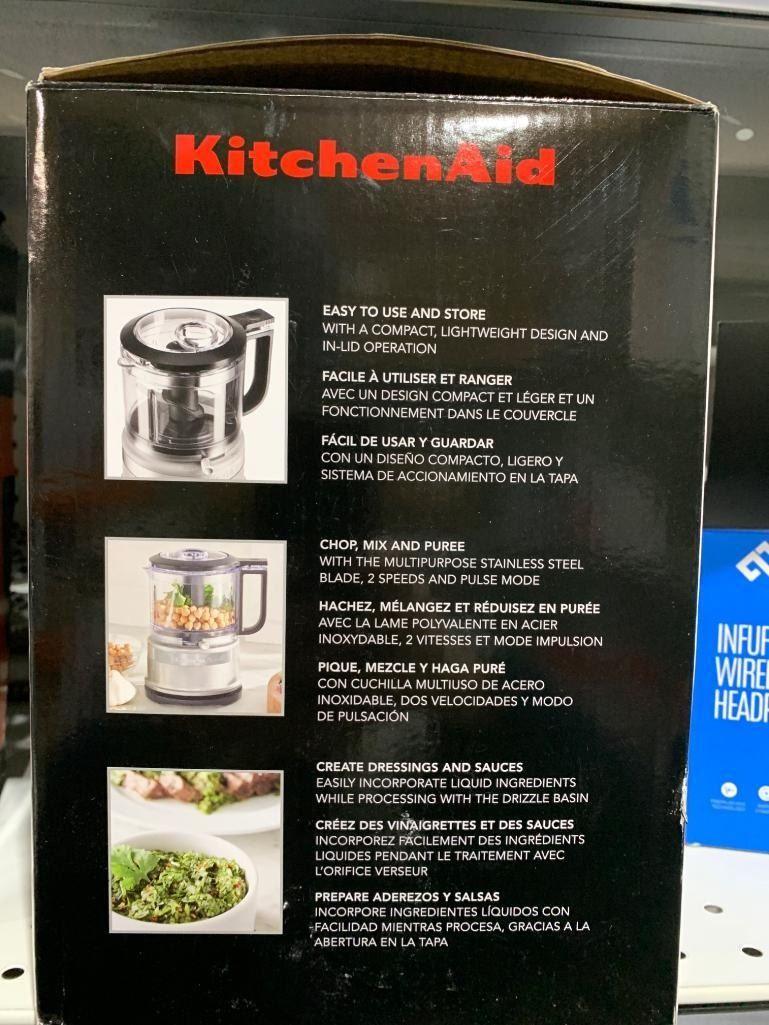 KitchenAid
EASY TO USE AND STORE
WITH A COMPACT, LIGHTWEIGHT DESIGN AND
IN-LID OPERATION
FACILE À UTILISER ET RANGER
AVEC UN DESIGN COMPACT ET LÉGER ET UN
FONCTIONNEMENT DANS LE COUVERCLE
FÁCIL DE USAR Y GUARDAR
CON UN DISEÑO COMPACTO, LIGERO Y
SISTEMA DE ACCIONAMIENTO EN LA TAPA
CHOP, MIX AND PUREE
WITH THE MULTIPURPOSE STAINLESS STEEL
BLADE, 2 SPEEDS AND PULSE MODE
HACHEZ, MÉLANGEZ ET RÉDUISEZ EN PURÉE
AVEC LA LAME POLYVALENTE EN ACIER
INOXYDABLE, 2 VITESSES ET MODE IMPULSION
PIQUE, MEZCLE Y HAGA PURÉ
CON CUCHILLA MULTIUSO DE ACERO
INOXIDABLE, DOS VELOCIDADES Y MODO
DE PULSACIÓN
CREATE DRESSINGS AND SAUCES
EASILY INCORPORATE LIQUID INGREDIENTS
WHILE PROCESSING WITH THE DRIZZLE BASIN
CRÉEZ DES VINAIGRETTES ET DES SAUCES
INCORPOREZ FACILEMENT DES INGRÉDIENTS
LIQUIDES PENDANT LE TRAITEMENT AVEC
L'ORIFICE VERSEUR
PREPARE ADEREZOS Y SALSAS
INCORPORE INGREDIENTES LÍQUIDOS CON
FACILIDAD MIENTRAS PROCESA, GRACIAS A LA
ABERTURA EN LA TAPA
INFU
WIRE
HEAD